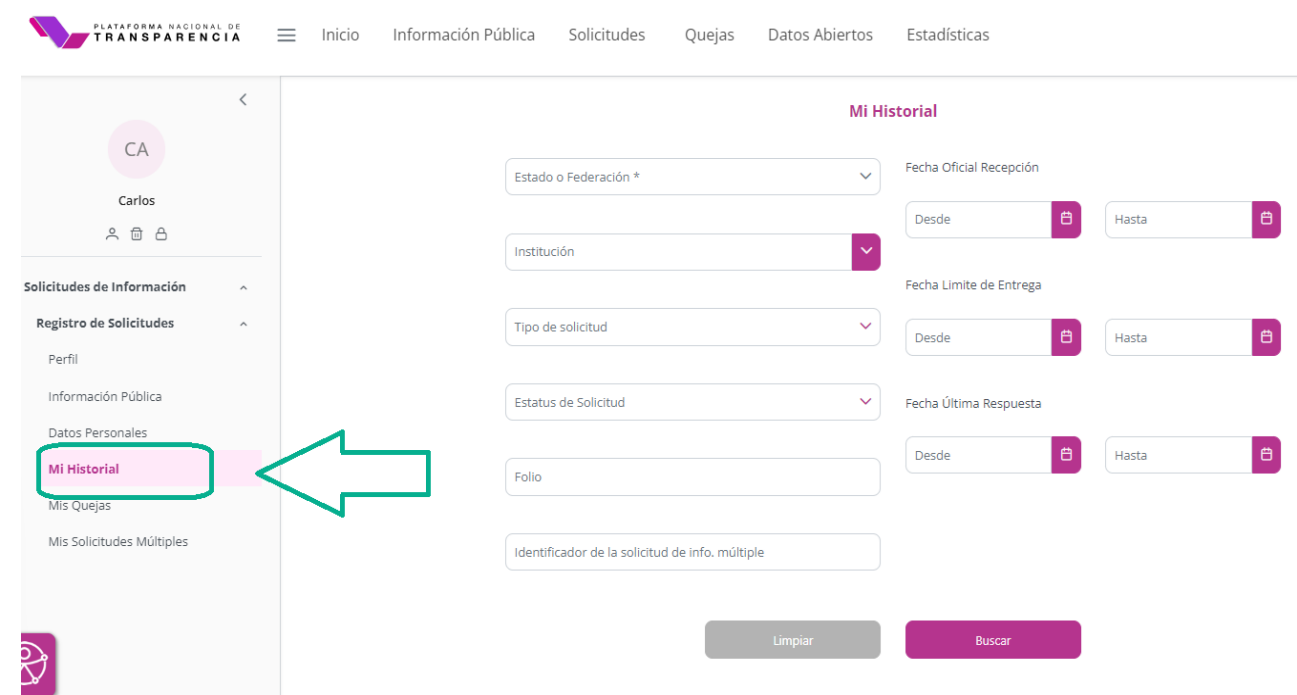 PLATAFORMA NACIONAL DE
TRANSPARENCIA
Inicio Información Pública Solicitudes Quejas Datos Abiertos Estadísticas
CA
Carlos
Solicitudes de Información
Registro de Solicitudes
Perfil
Información Pública
Datos Personales
Mi Historial
Mis Quejas
Mis Solicitudes Múltiples
Mi Historial
Estado o Federación *
Institución
Tipo de solicitud
Estatus de Solicitud
Folio
Identificador de la solicitud de info. múltiple
Fecha Oficial Recepción
Desde Hasta
Fecha Limite de Entrega
Desde Hasta
Fecha Última Respuesta
Desde Hasta
Limpiar Buscar